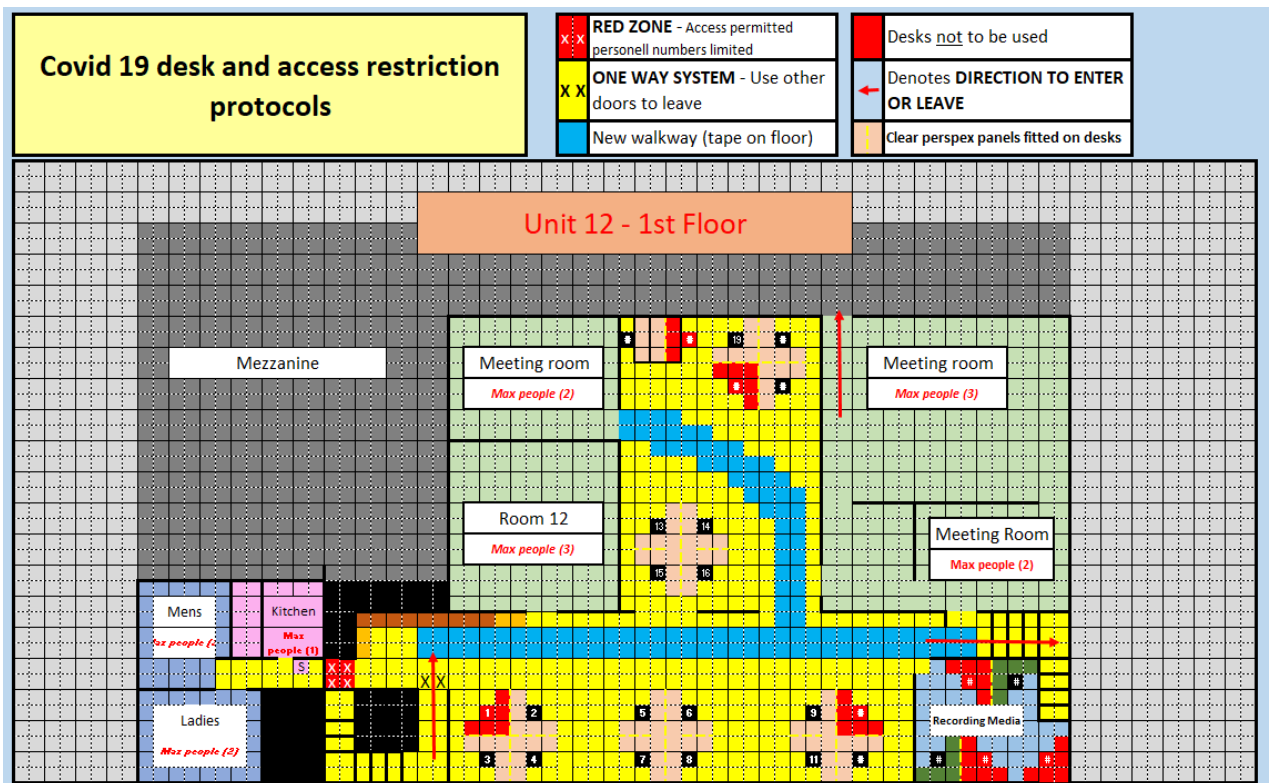 Covid 19 desk and access restriction
protocols
X X
RED ZONE - Access permitted
personell numbers limited
X X
ONE WAY SYSTEM - Use other
doors to leave
New walkway (tape on floor)
Desks not to be used
Denotes DIRECTION TO ENTER
OR LEAVE
Clear perspex panels fitted on desks
Unit 12 - 1st Floor
Mezzanine
Meeting room
Max people (2)
# #
19 #
# #
Meeting room
Max people (3)
Room 12
Max people (3)
13 14
15 16
Meeting Room
Max people (2)
Mens
Kitchen
Max
people (1)
S
X X
X X
X X
Ladies
Max people (2)
1 2
3 4
5 6
7 8
9 #
11 #
# #
Recording Media
# # #